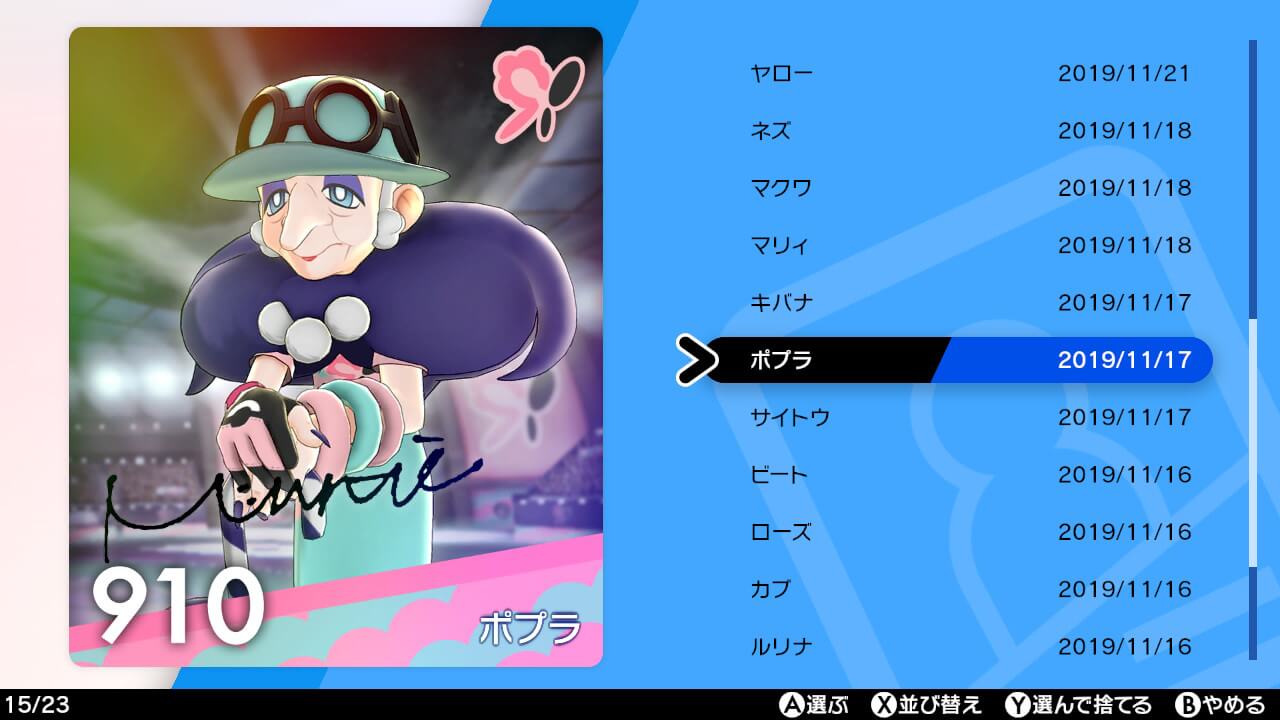 910
ポプラ
ヤロー 2019/11/21
ネズ 2019/11/18
マクワ 2019/11/18
マリィ 2019/11/18
キバナ 2019/11/17
ポプラ 2019/11/17
サイトウ 2019/11/17
ビート 2019/11/16
ローズ 2019/11/16
カブ 2019/11/16
ルリナ 2019/11/16
15/23 A選ぶ X並び替え Y選んで捨てる Bやめる